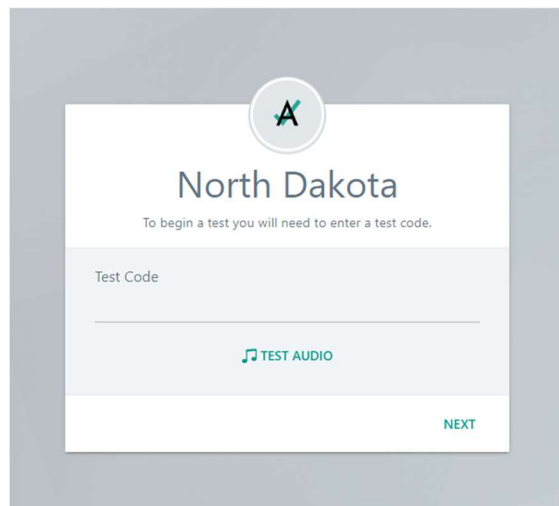 North Dakota
To begin a test you will need to enter a test code.
Test Code
TEST AUDIO
NEXT